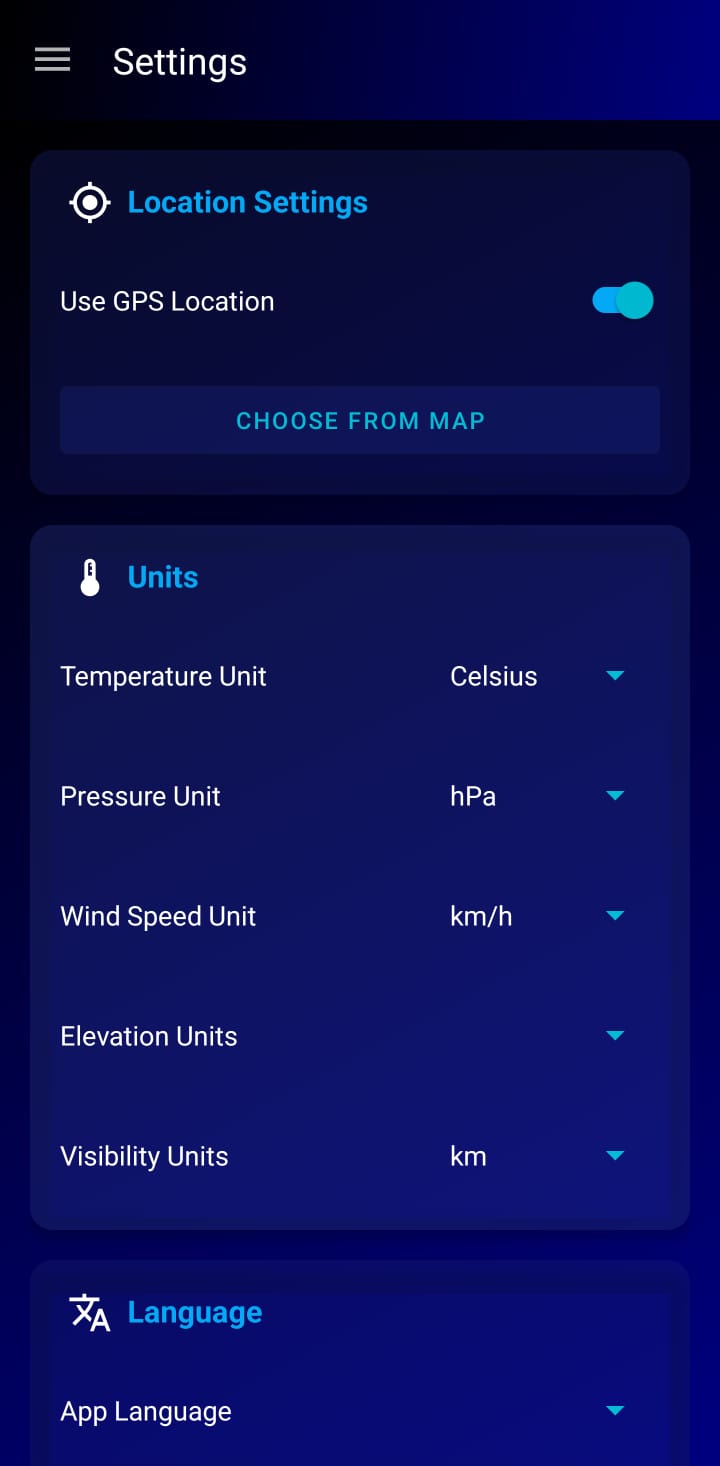 Settings
Location Settings
Use GPS Location
CHOOSE FROM MAP
Units
Temperature Unit Celsius
Pressure Unit hPa
Wind Speed Unit km/h
Elevation Units
Visibility Units km
Language
App Language